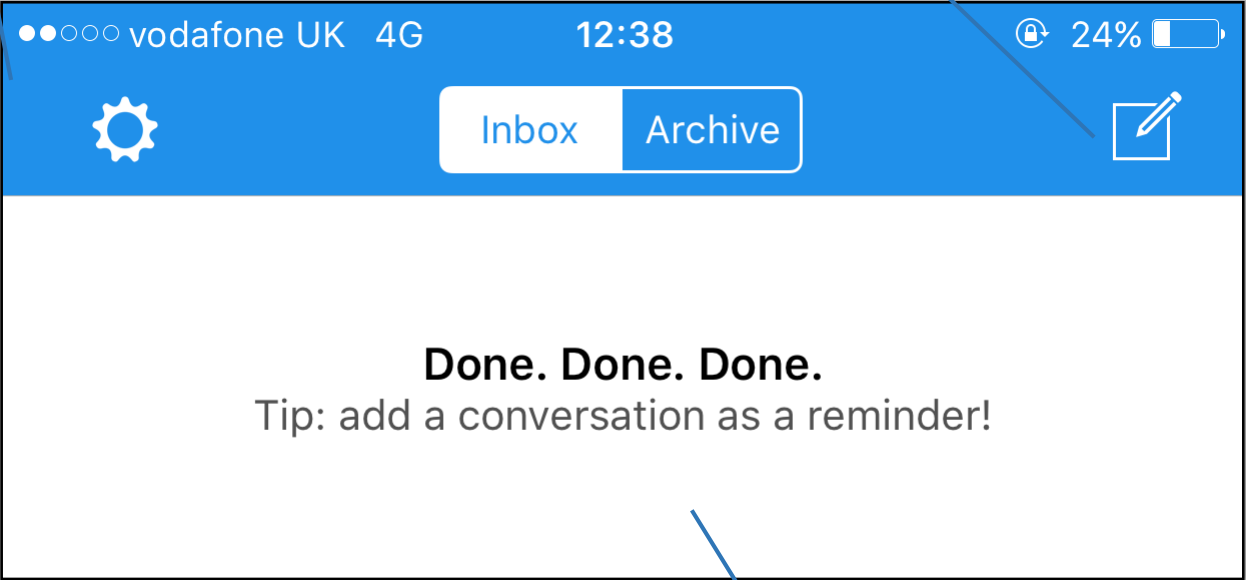 vodafone UK 4G 12:38 24%
Inbox Archive
Done. Done. Done.
Tip: add a conversation as a reminder!